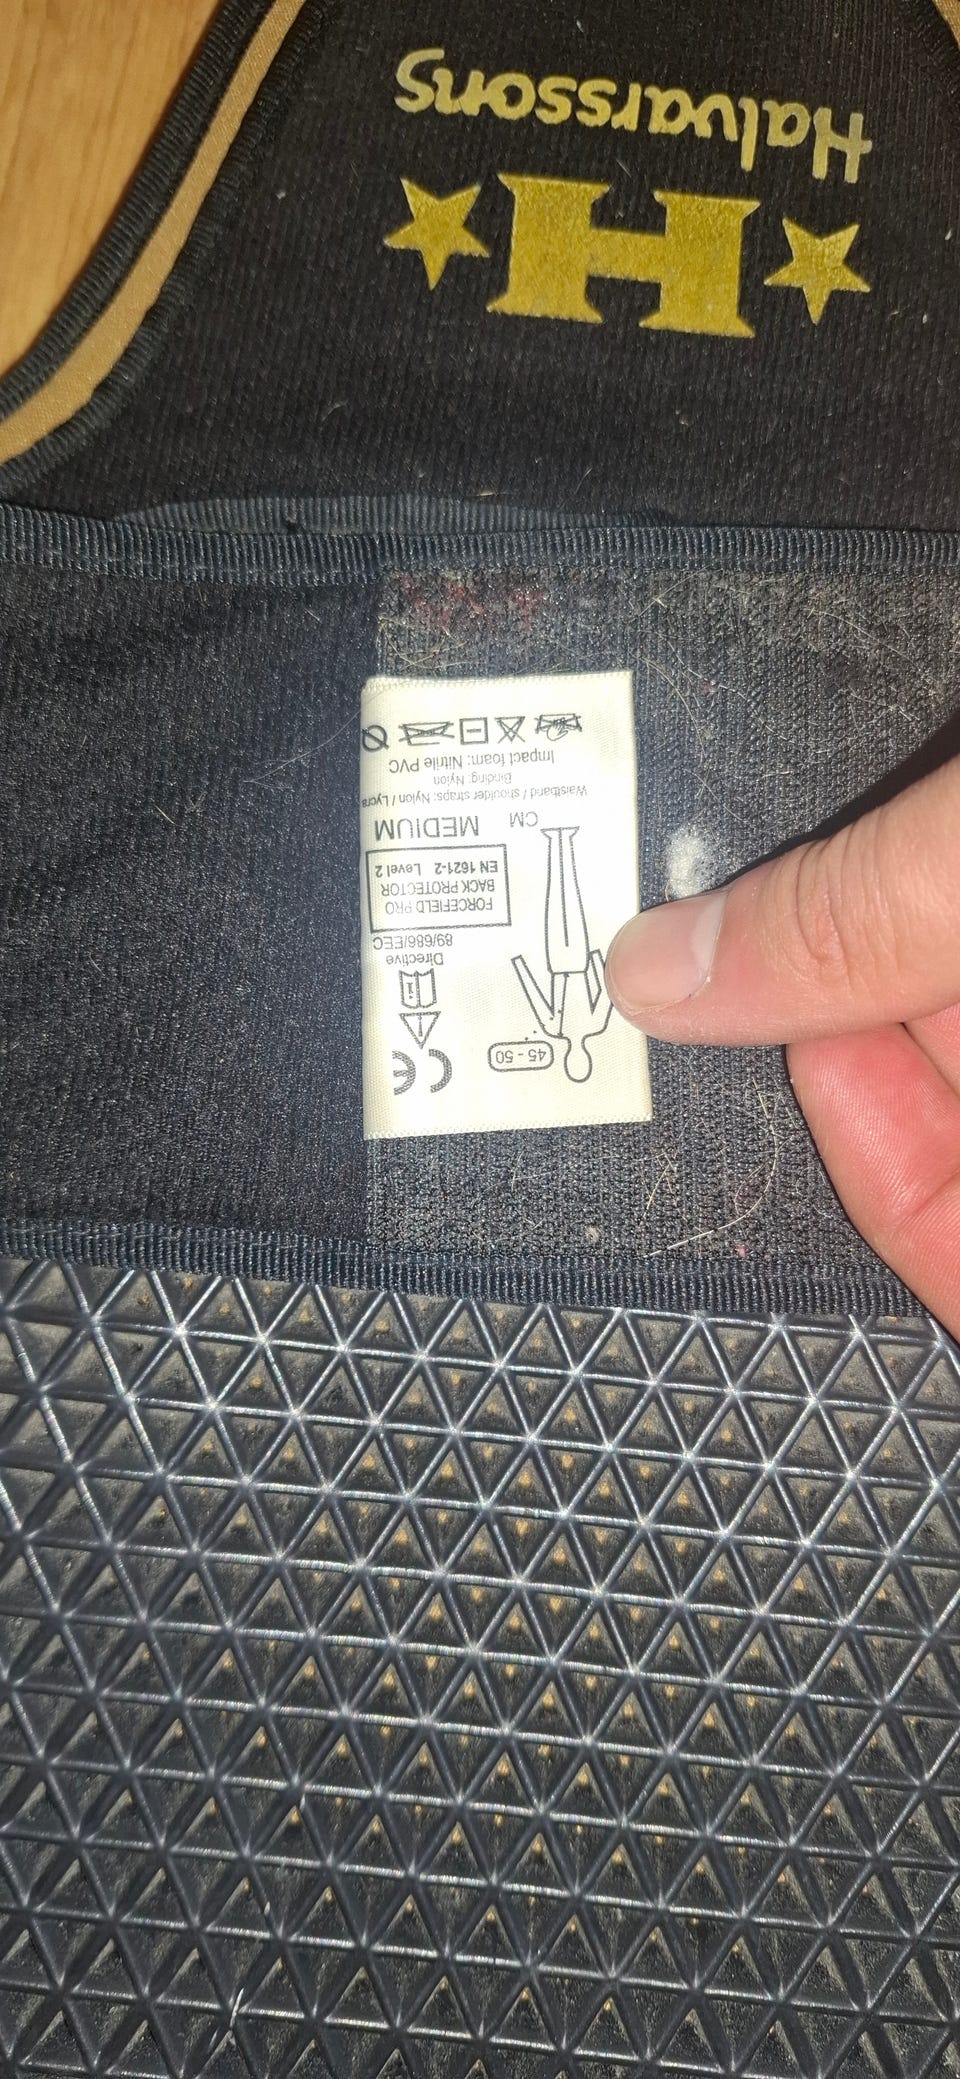 45 - 50 CE
Directive
89/686/EEC
FORCEFIELD PRO
BACK PROTECTOR
EN 1621-2 Level 2
CM MEDIUM
Waistband / shoulder straps: Nylon / Lycra
Binding: Nylon
Impact foam: Nitrile PVC
H
Halvarssons